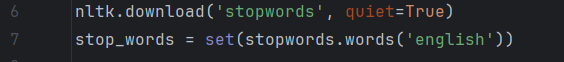 6 nltk.download('stopwords', quiet=True)
7 stop_words = set(stopwords.words('english'))